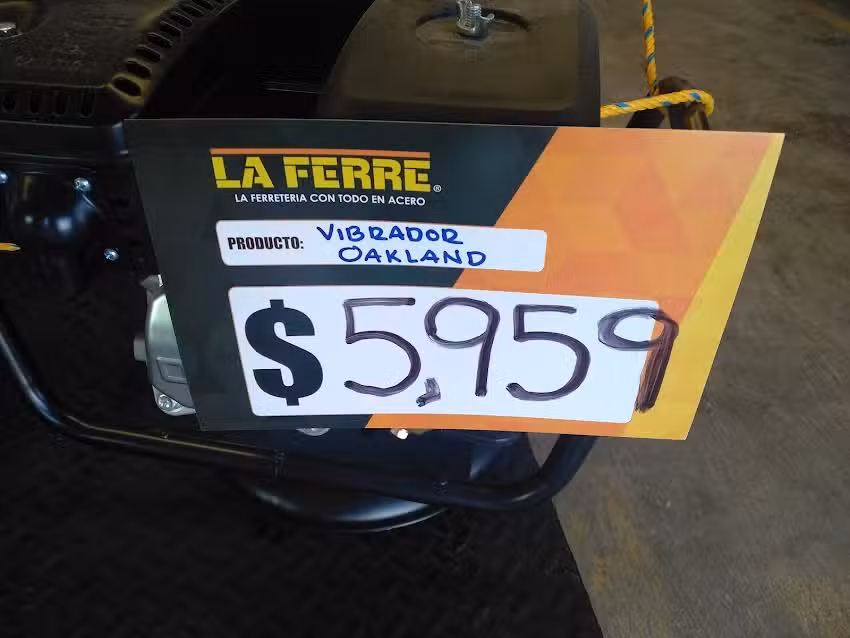 LA FERRE®
LA FERRETERIA CON TODO EN ACERO
PRODUCTO: VIBRADOR
OAKLAND
$ 5,959